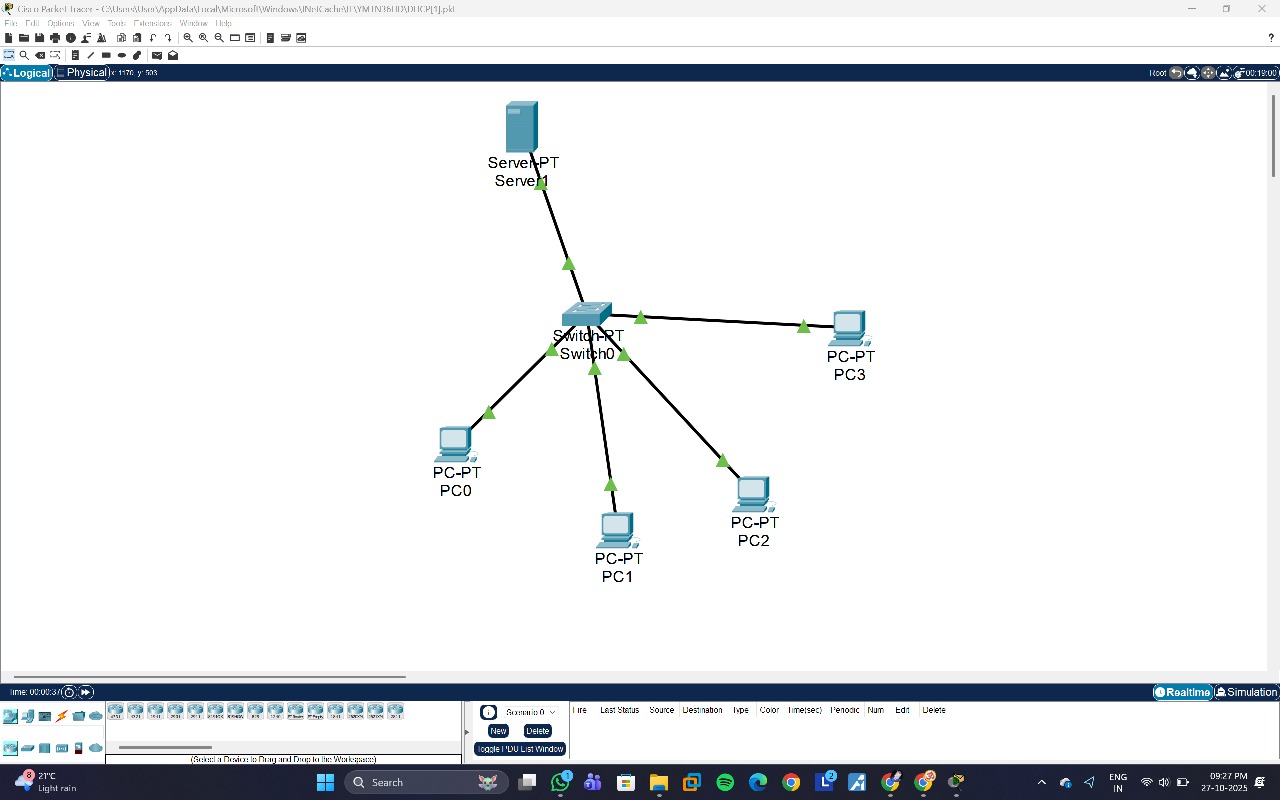 Cisco Packet Tracer - C:\Users\User\AppData\Local\Microsoft\Windows\INetCache\IE\YMTN36HD\DHCP[1].pkt
File Edit Options View Tools Extensions Window Help
?
Logical Physical x: 1170, y: 503 Root 00:19:00
Server-PT
Server1
Switch-PT
Switch0
PC-PT
PC3
PC-PT
PC0
PC-PT
PC2
PC-PT
PC1
Time: 00:00:37 Realtime Simulation
Scenario 0
New Delete
Toggle PDU List Window
Fire Last Status Source Destination Type Color Time(sec) Periodic Num Edit Delete
(Select a Device to Drag and Drop to the Workspace)
8 21°C
Light rain
Search
1
2
ENG
IN
09:27 PM
27-10-2025